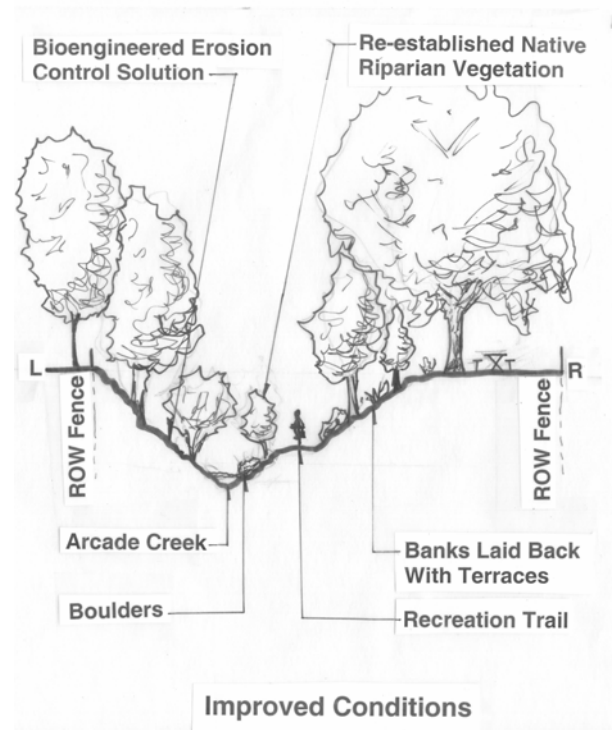 Bioengineered Erosion
Control Solution
Re-established Native
Riparian Vegetation
L
R
ROW Fence
ROW Fence
Arcade Creek
Banks Laid Back
With Terraces
Boulders
Recreation Trail
Improved Conditions